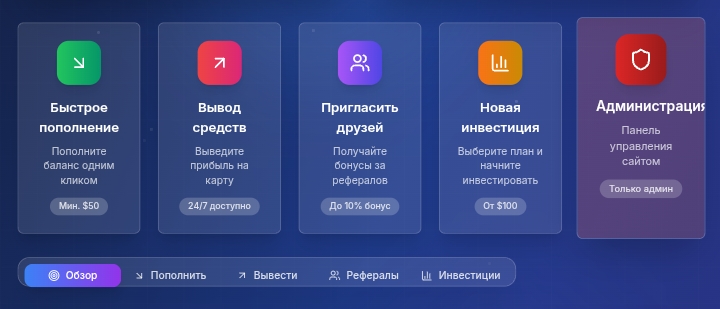 Быстрое
пополнение
Пополните
баланс одним
кликом
Мин. $50
Вывод
средств
Выведите
прибыль на
карту
24/7 доступно
Пригласить
друзей
Получайте
бонусы за
рефералов
До 10% бонус
Новая
инвестиция
Выберите план и
начните
инвестировать
От $100
Администрация
Панель
управления
сайтом
Только админ
Обзор
Пополнить
Вывести
Рефералы
Инвестиции